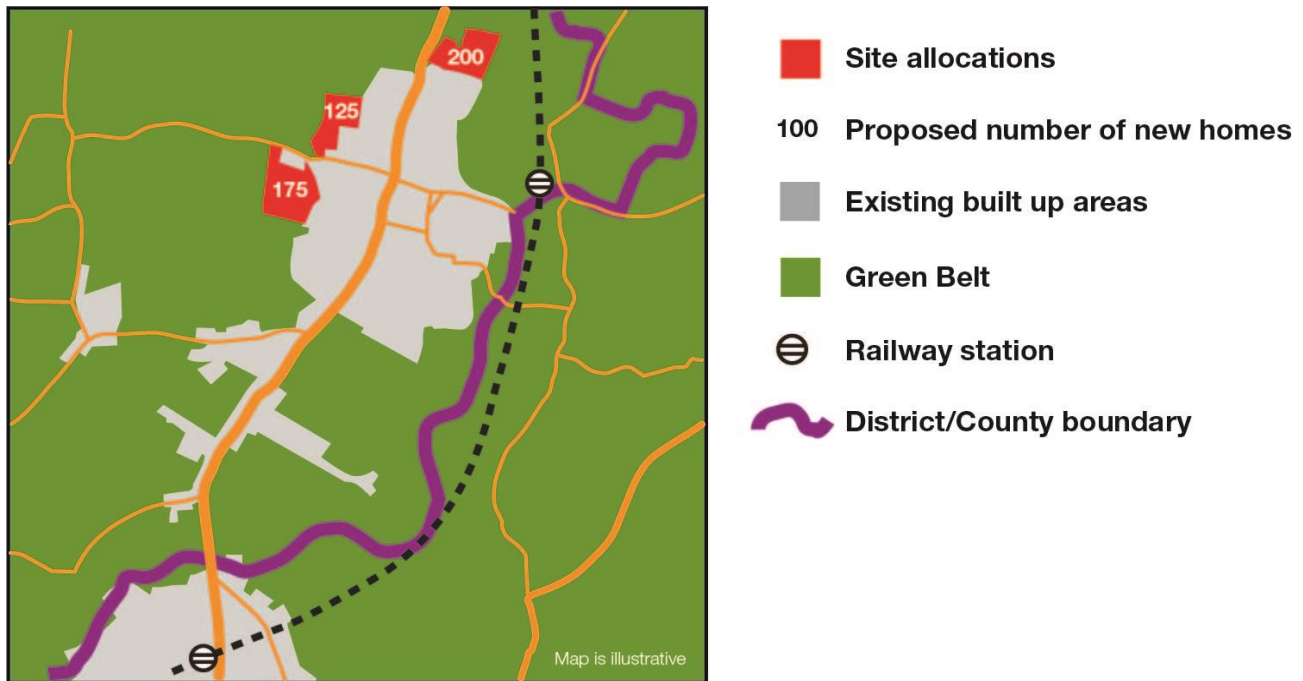 200
125
175
Map is illustrative
Site allocations
100 Proposed number of new homes
Existing built up areas
Green Belt
Railway station
District/County boundary